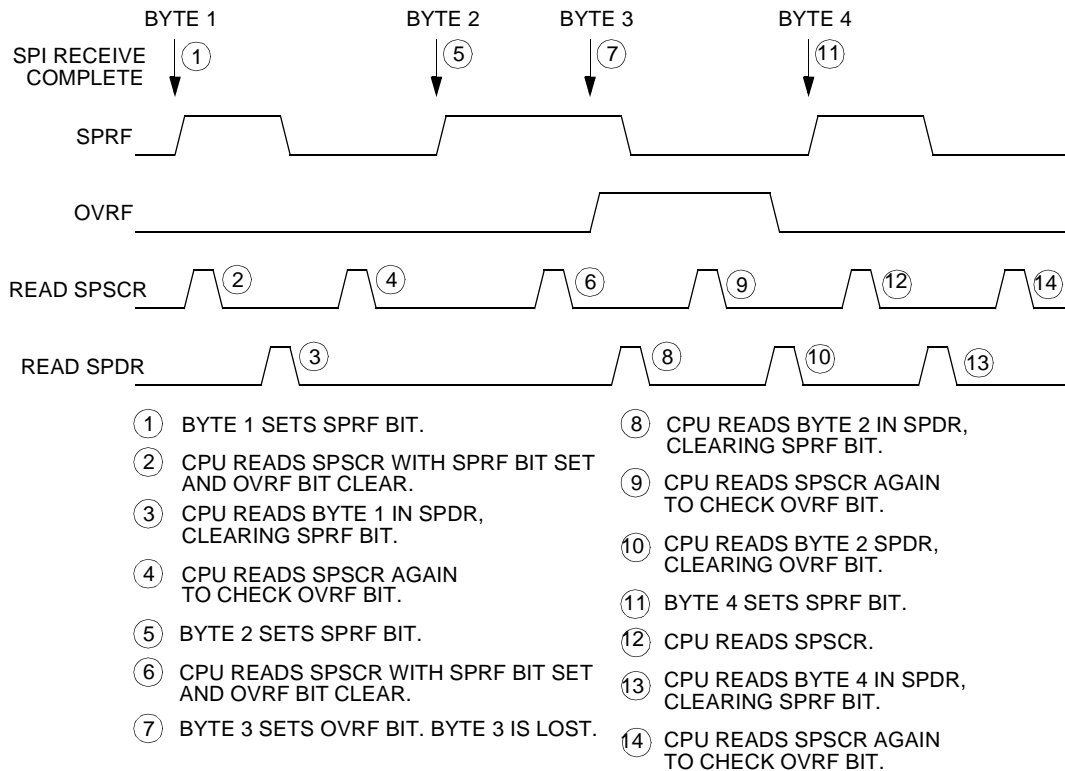 BYTE 1 BYTE 2 BYTE 3 BYTE 4
SPI RECEIVE
COMPLETE
1 5 7 11
SPRF
OVRF
READ SPSCR
2 4 6 9 12 14
READ SPDR
3 8 10 13
1 BYTE 1 SETS SPRF BIT.
2 CPU READS SPSCR WITH SPRF BIT SET
AND OVRF BIT CLEAR.
3 CPU READS BYTE 1 IN SPDR,
CLEARING SPRF BIT.
4 CPU READS SPSCR AGAIN
TO CHECK OVRF BIT.
5 BYTE 2 SETS SPRF BIT.
6 CPU READS SPSCR WITH SPRF BIT SET
AND OVRF BIT CLEAR.
7 BYTE 3 SETS OVRF BIT. BYTE 3 IS LOST.
8 CPU READS BYTE 2 IN SPDR,
CLEARING SPRF BIT.
9 CPU READS SPSCR AGAIN
TO CHECK OVRF BIT.
10 CPU READS BYTE 2 SPDR,
CLEARING OVRF BIT.
11 BYTE 4 SETS SPRF BIT.
12 CPU READS SPSCR.
13 CPU READS BYTE 4 IN SPDR,
CLEARING SPRF BIT.
14 CPU READS SPSCR AGAIN
TO CHECK OVRF BIT.